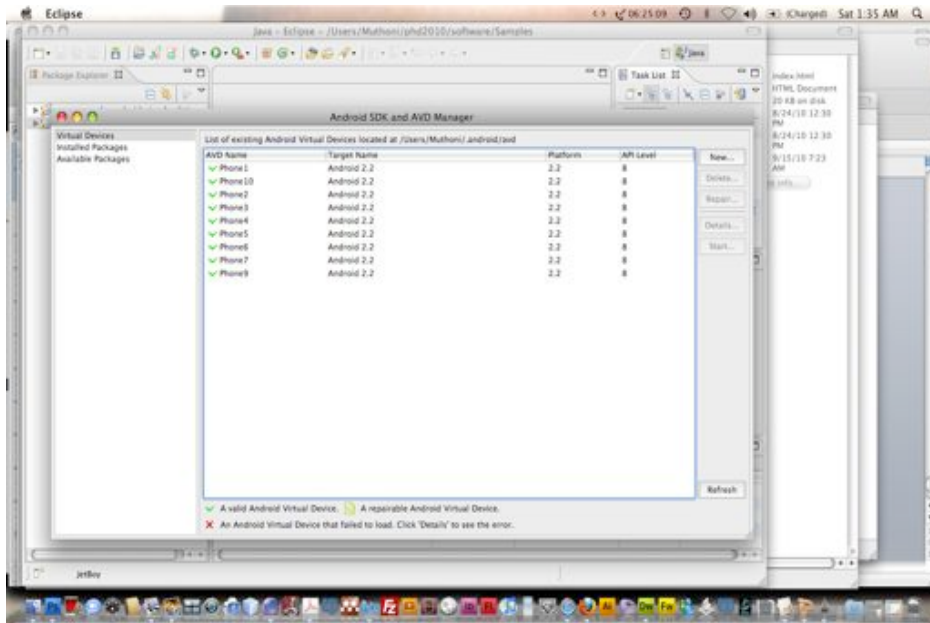 Eclipse
06:25:09
(Charged)
Sat 1:35 AM
Java - Eclipse - /Users/Muthoni/phd2010/software/Samples
Java
Package Explorer
Task List
Android SDK and AVD Manager
Virtual Devices
Installed Packages
Available Packages
List of existing Android Virtual Devices located at /Users/Muthoni/.android/avd
AVD Name Target Name Platform API Level
Phone1 Android 2.2 2.2 8
Phone10 Android 2.2 2.2 8
Phone2 Android 2.2 2.2 8
Phone3 Android 2.2 2.2 8
Phone4 Android 2.2 2.2 8
Phone5 Android 2.2 2.2 8
Phone6 Android 2.2 2.2 8
Phone7 Android 2.2 2.2 8
Phone9 Android 2.2 2.2 8
New...
Delete...
Repair...
Details...
Start...
Refresh
A valid Android Virtual Device. A repairable Android Virtual Device.
An Android Virtual Device that failed to load. Click 'Details' to see the error.
index.html
HTML Document
20 KB on disk
8/24/10 12:30
PM
8/24/10 12:30
PM
9/15/10 7:23
AM
JetBoy